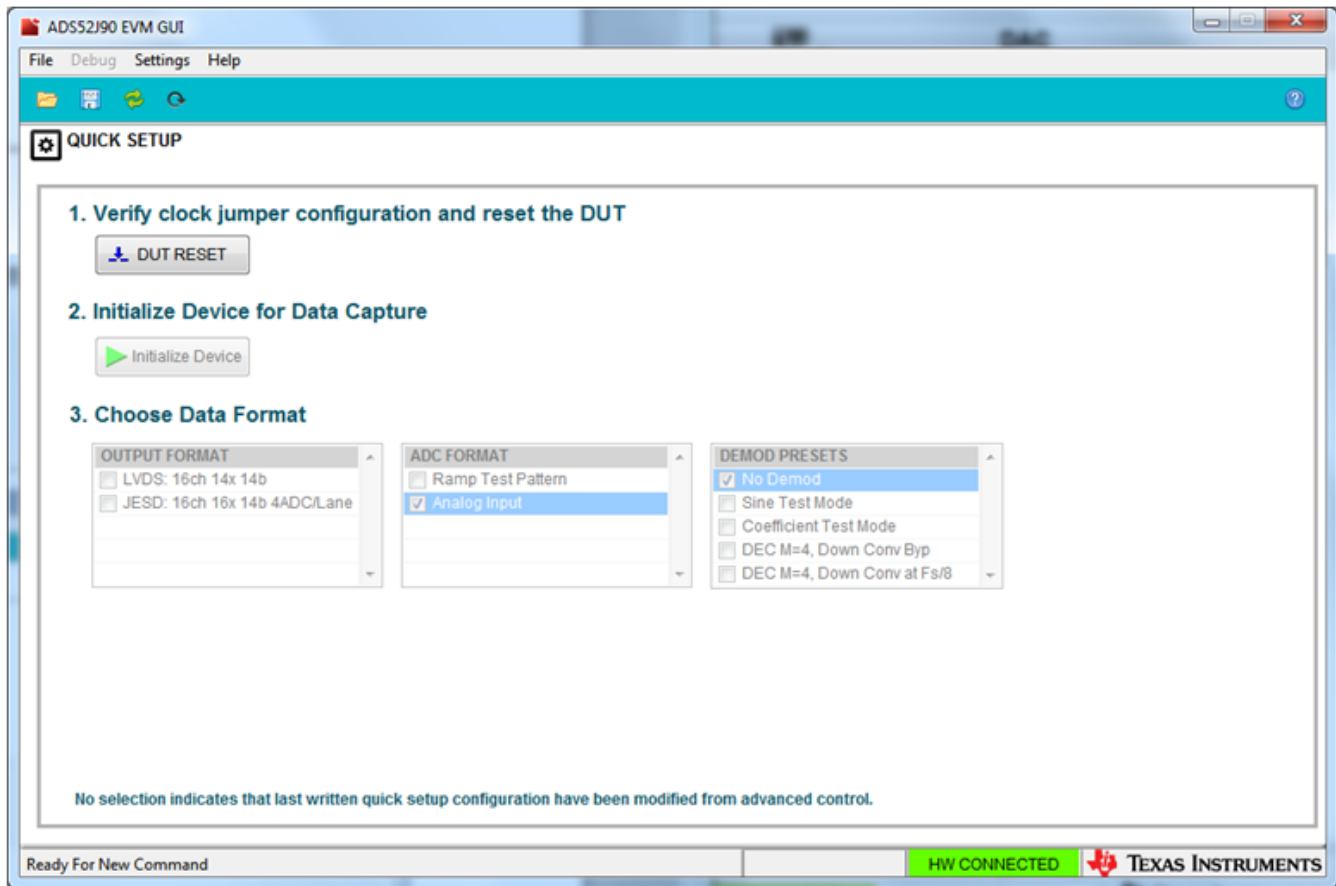 ADS52J90 EVM GUI
File Debug Settings Help
QUICK SETUP
1. Verify clock jumper configuration and reset the DUT
DUT RESET
2. Initialize Device for Data Capture
Initialize Device
3. Choose Data Format
OUTPUT FORMAT
LVDS: 16ch 14x 14b
JESD: 16ch 16x 14b 4ADC/Lane
ADC FORMAT
Ramp Test Pattern
Analog Input
DEMOD PRESETS
No Demod
Sine Test Mode
Coefficient Test Mode
DEC M=4, Down Conv Byp
DEC M=4, Down Conv at Fs/8
No selection indicates that last written quick setup configuration have been modified from advanced control.
Ready For New Command
HW CONNECTED
TEXAS INSTRUMENTS